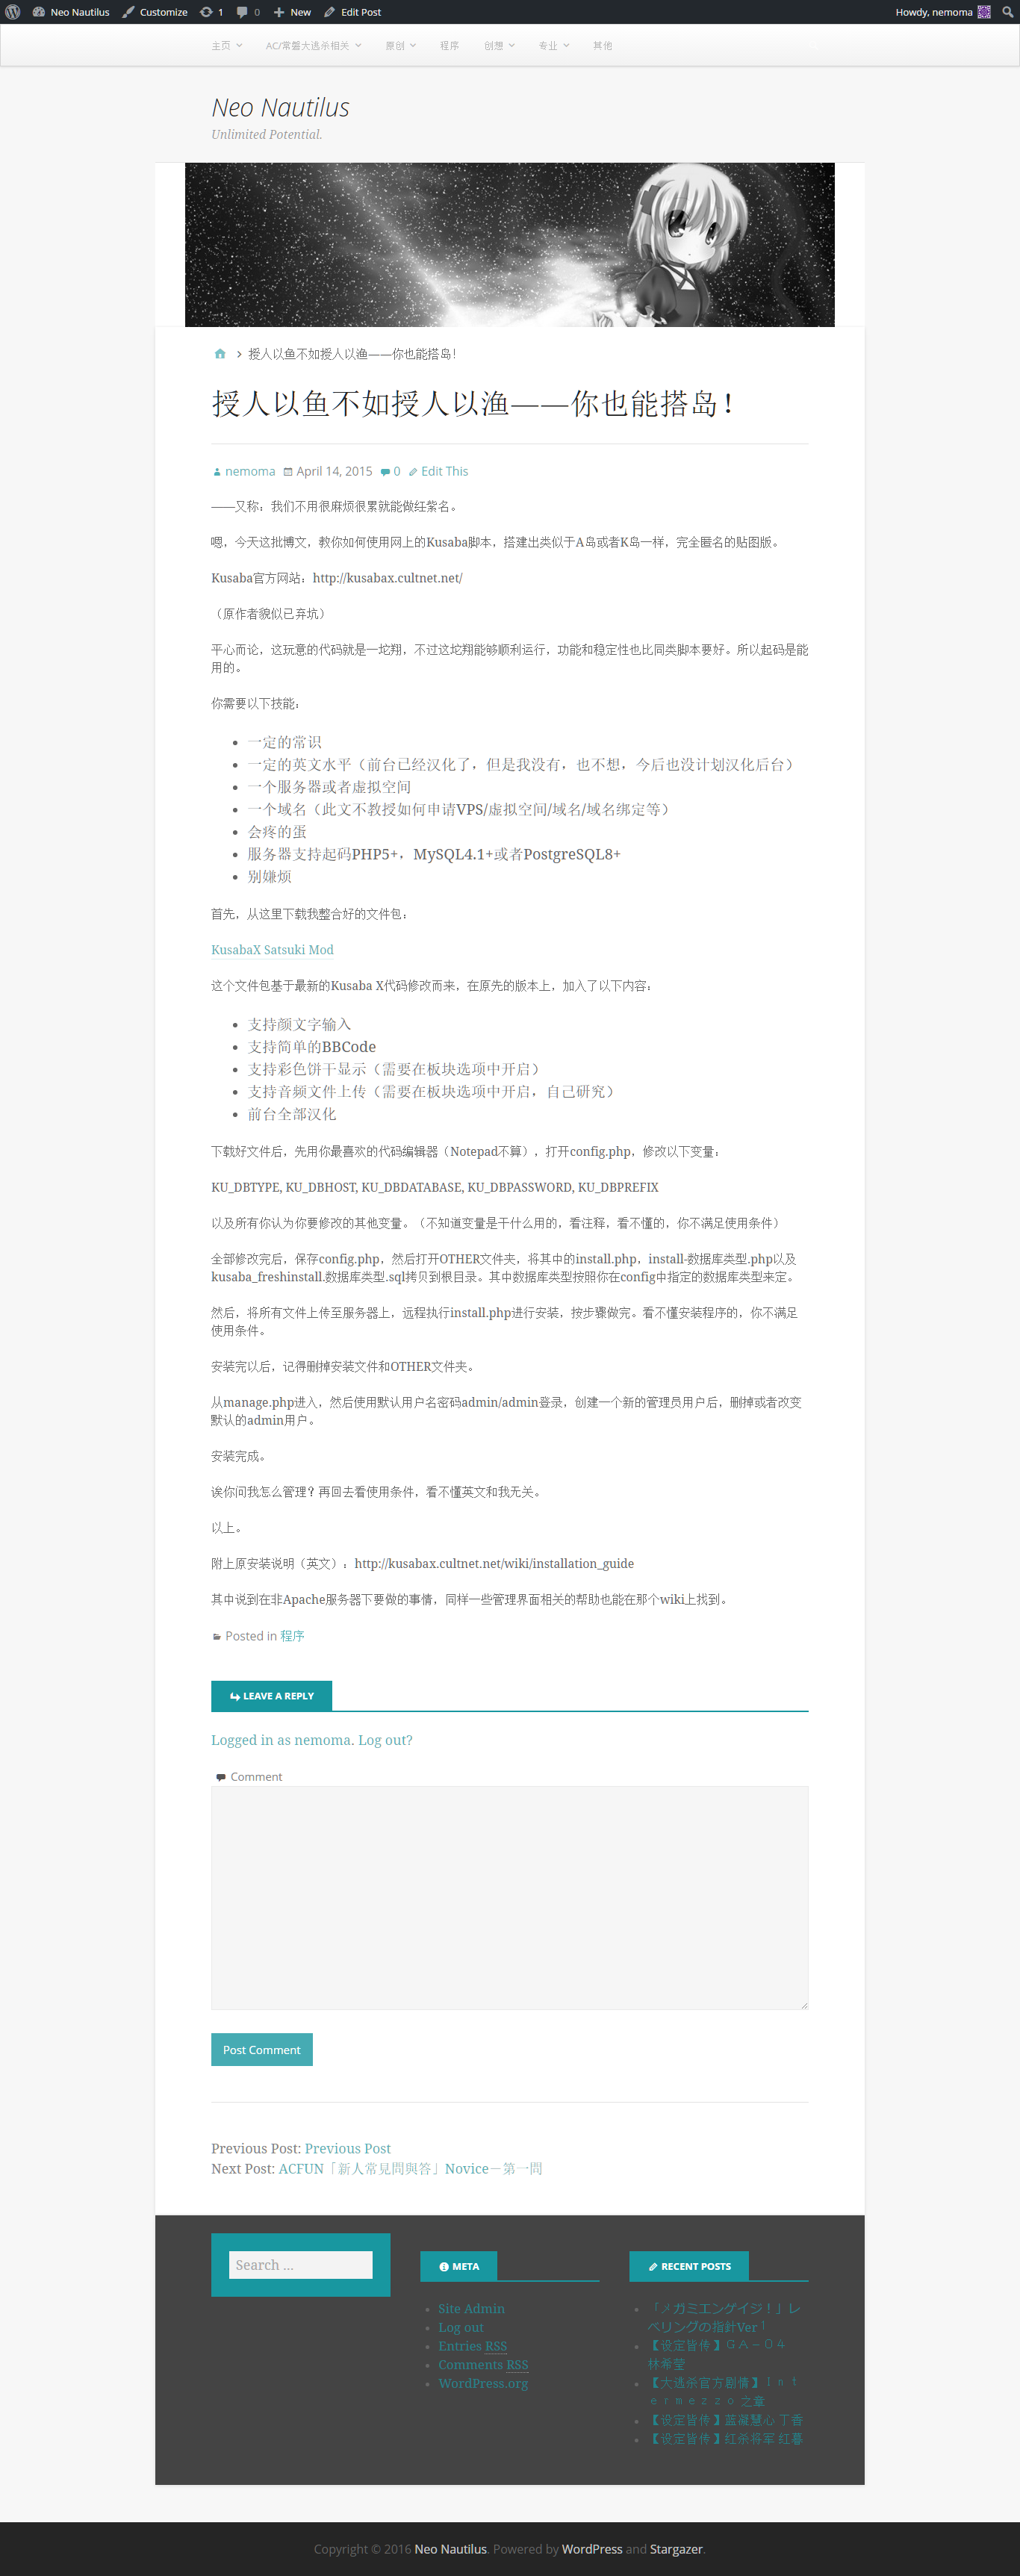 Neo Nautilus Customize 1 0 New Edit Post Howdy, nemoma
主页 AC/常磐大逃杀相关 原创 程序 创想 专业 其他
Neo Nautilus
Unlimited Potential.
授人以鱼不如授人以渔——你也能搭岛！
授人以鱼不如授人以渔——你也能搭岛！
nemoma April 14, 2015 0 Edit This
——又称：我们不用很麻烦很累就能做红紫名。
嗯，今天这批博文，教你如何使用网上的Kusaba脚本，搭建出类似于A岛或者K岛一样，完全匿名的贴图版。
Kusaba官方网站：http://kusabax.cultnet.net/
（原作者貌似已弃坑）
平心而论，这玩意的代码就是一坨翔，不过这坨翔能够顺利运行，功能和稳定性也比同类脚本要好。所以起码是能
用的。
你需要以下技能：
一定的常识
一定的英文水平（前台已经汉化了，但是我没有，也不想，今后也没计划汉化后台）
一个服务器或者虚拟空间
一个域名（此文不教授如何申请VPS/虚拟空间/域名/域名绑定等）
会疼的蛋
服务器支持起码PHP5+，MySQL4.1+或者PostgreSQL8+
别嫌烦
首先，从这里下载我整合好的文件包：
KusabaX Satsuki Mod
这个文件包基于最新的Kusaba X代码修改而来，在原先的版本上，加入了以下内容：
支持颜文字输入
支持简单的BBCode
支持彩色饼干显示（需要在板块选项中开启）
支持音频文件上传（需要在板块选项中开启，自己研究）
前台全部汉化
下载好文件后，先用你最喜欢的代码编辑器（Notepad不算），打开config.php，修改以下变量：
KU_DBTYPE, KU_DBHOST, KU_DBDATABASE, KU_DBPASSWORD, KU_DBPREFIX
以及所有你认为你要修改的其他变量。（不知道变量是干什么用的，看注释，看不懂的，你不满足使用条件）
全部修改完后，保存config.php，然后打开OTHER文件夹，将其中的install.php，install-数据库类型.php以及
kusaba_freshinstall.数据库类型.sql拷贝到根目录。其中数据库类型按照你在config中指定的数据库类型来定。
然后，将所有文件上传至服务器上，远程执行install.php进行安装，按步骤做完。看不懂安装程序的，你不满足
使用条件。
安装完以后，记得删掉安装文件和OTHER文件夹。
从manage.php进入，然后使用默认用户名密码admin/admin登录，创建一个新的管理员用户后，删掉或者改变
默认的admin用户。
安装完成。
诶你问我怎么管理？再回去看使用条件，看不懂英文和我无关。
以上。
附上原安装说明（英文）：http://kusabax.cultnet.net/wiki/installation_guide
其中说到在非Apache服务器下要做的事情，同样一些管理界面相关的帮助也能在那个wiki上找到。
Posted in 程序
LEAVE A REPLY
Logged in as nemoma. Log out?
Comment
Post Comment
Previous Post: Previous Post
Next Post: ACFUN「新人常見問與答」Novice－第一問
Search ...
META
Site Admin
Log out
Entries RSS
Comments RSS
WordPress.org
RECENT POSTS
「メガミエンゲイジ！」レ
ベリングの指針Ver１
【设定皆传】ＧＡ－０４
林希莹
【大逃杀官方剧情】Ｉｎｔ
ｅｒｍｅｚｚｏ 之章
【设定皆传】蓝凝慧心 丁香
【设定皆传】红杀将军 红暮
Copyright © 2016 Neo Nautilus. Powered by WordPress and Stargazer.